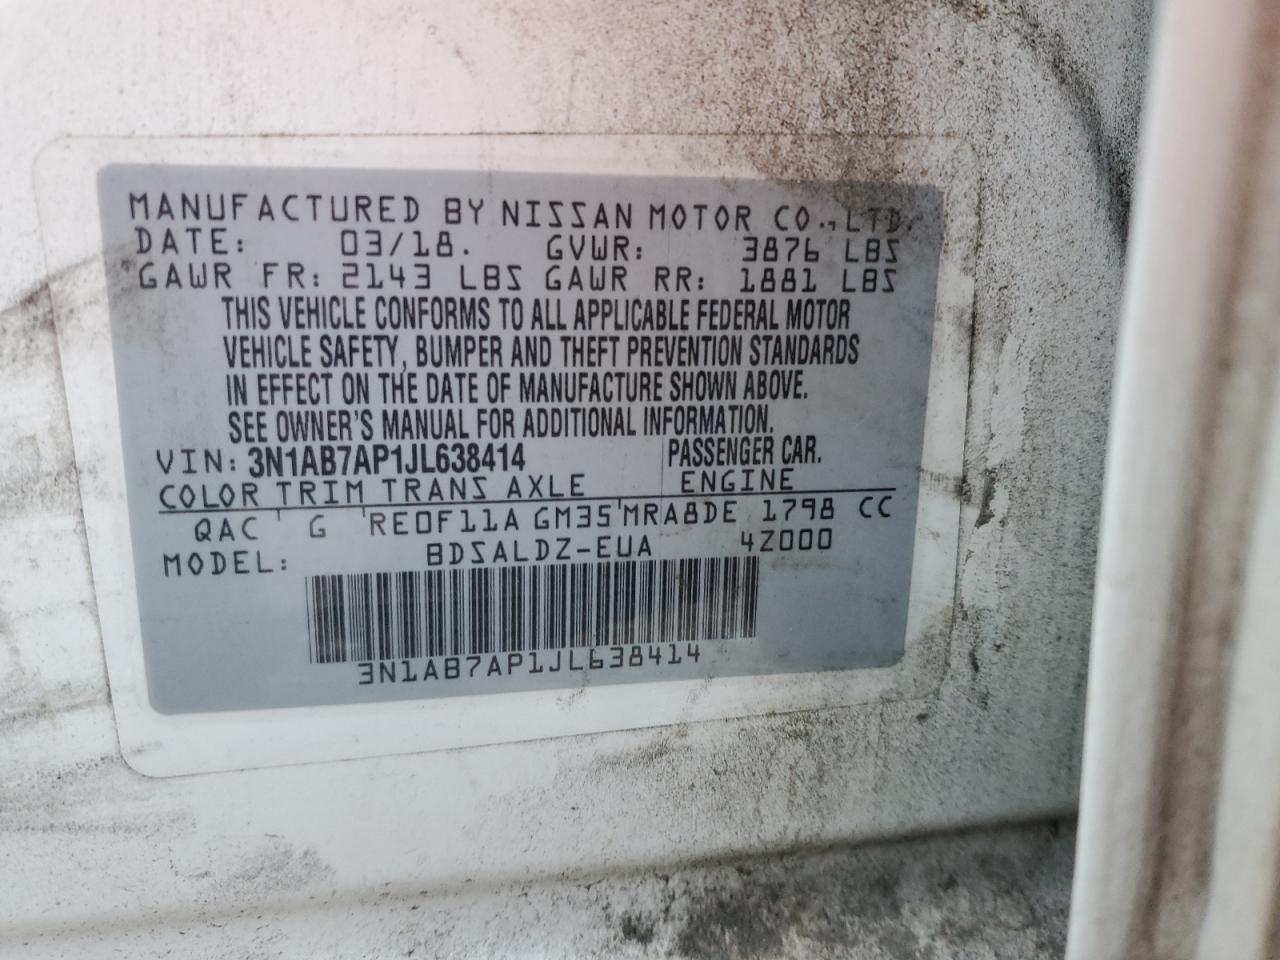 MANUFACTURED BY NISSAN MOTOR CO., LTD.
DATE: 03/18. GVWR: 3876 LBS
GAWR FR: 2143 LBS GAWR RR: 1881 LBS
THIS VEHICLE CONFORMS TO ALL APPLICABLE FEDERAL MOTOR
VEHICLE SAFETY, BUMPER AND THEFT PREVENTION STANDARDS
IN EFFECT ON THE DATE OF MANUFACTURE SHOWN ABOVE.
SEE OWNER'S MANUAL FOR ADDITIONAL INFORMATION.
VIN: 3N1AB7AP1JL638414 PASSENGER CAR.
COLOR TRIM TRANS AXLE ENGINE
QAC G RE0F11A GM35 MRA8DE 1798 CC
MODEL: BDSALDZ-EUA 4Z000
3N1AB7AP1JL638414